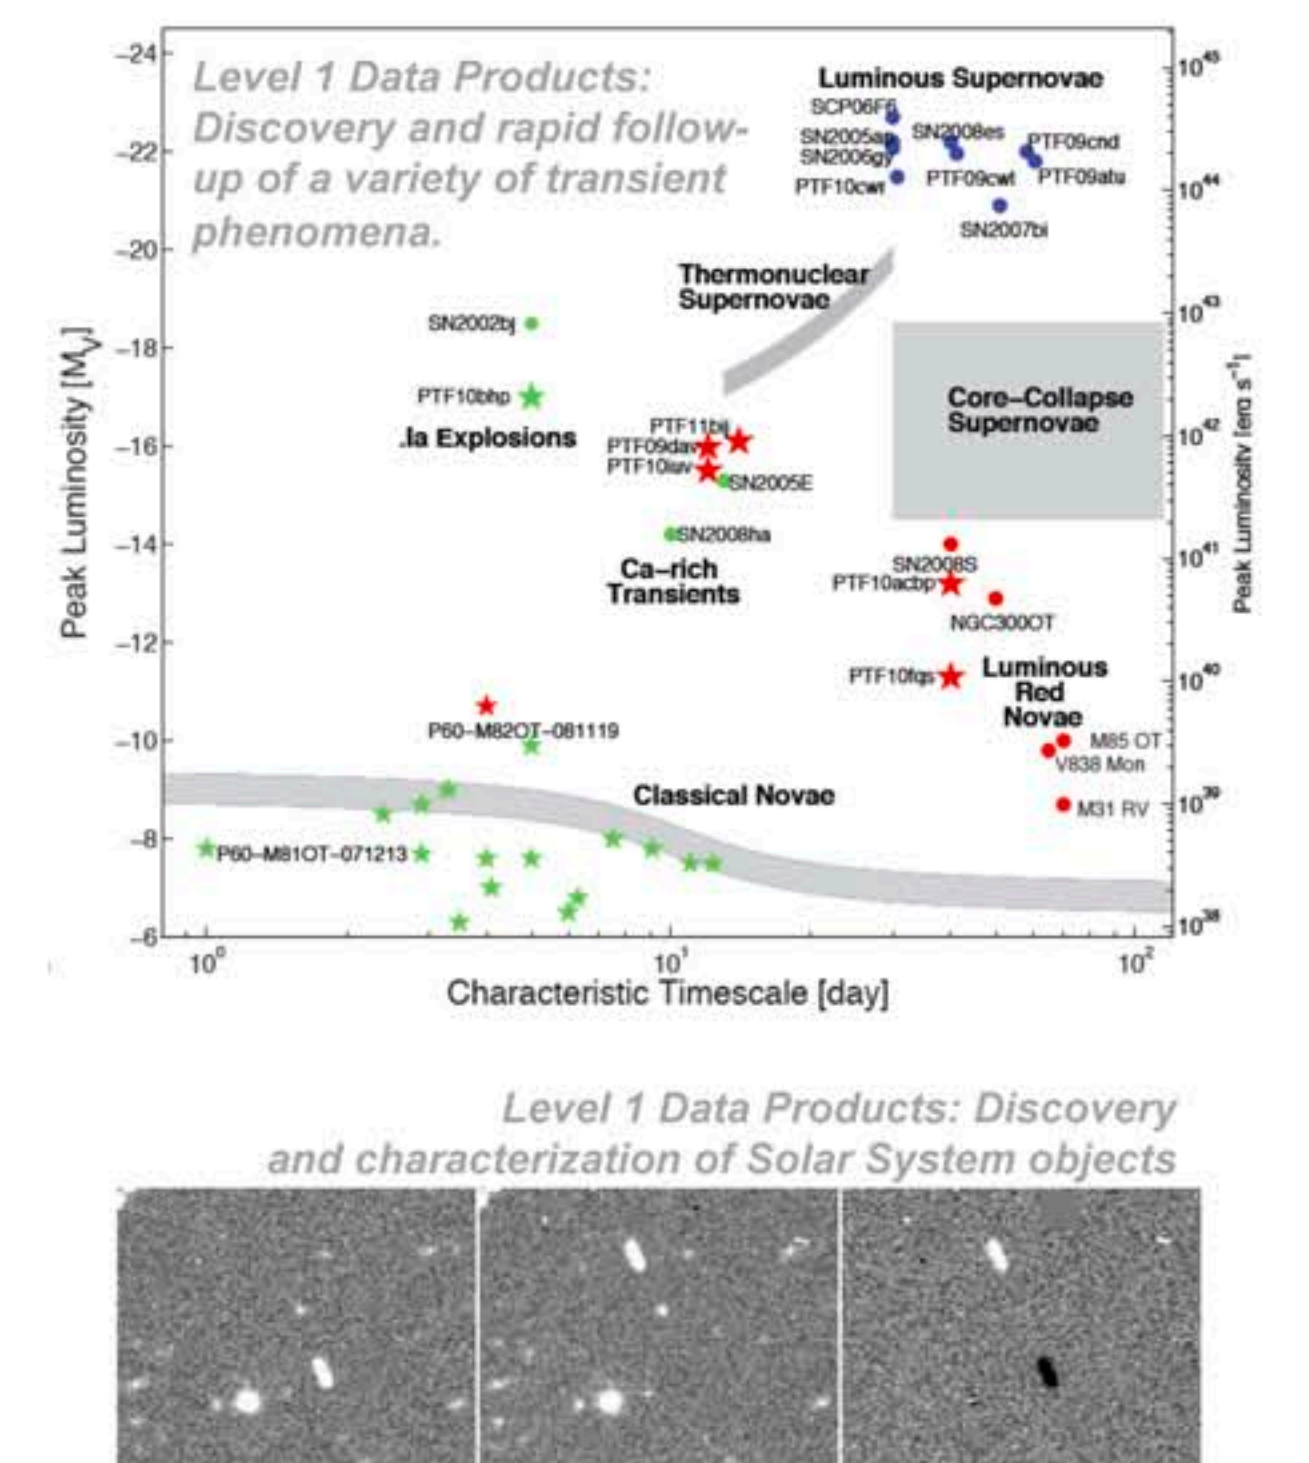 Level 1 Data Products:
Discovery and rapid follow-
up of a variety of transient
phenomena.
Peak Luminosity [M_V]
−24
−22
−20
−18
−16
−14
−12
−10
−8
−6
Luminous Supernovae
SCP06F6
SN2005ap
SN2008es
SN2006gy
PTF09cnd
PTF10cwr
PTF09cwl
PTF09atu
SN2007bi
Thermonuclear
Supernovae
SN2002bj
PTF10bhp
.Ia Explosions
PTF11bij
PTF09dav
PTF10iuv
SN2005E
SN2008ha
Ca−rich
Transients
Core−Collapse
Supernovae
SN2008S
PTF10acbp
NGC300OT
PTF10fqs
Luminous
Red
Novae
M85 OT
V838 Mon
M31 RV
P60−M82OT−081119
Classical Novae
P60−M81OT−071213
10^45
10^44
10^43
10^42
10^41
10^40
10^39
10^38
Peak Luminosity [erg s^−1]
10^0
10^1
10^2
Characteristic Timescale [day]
Level 1 Data Products: Discovery
and characterization of Solar System objects